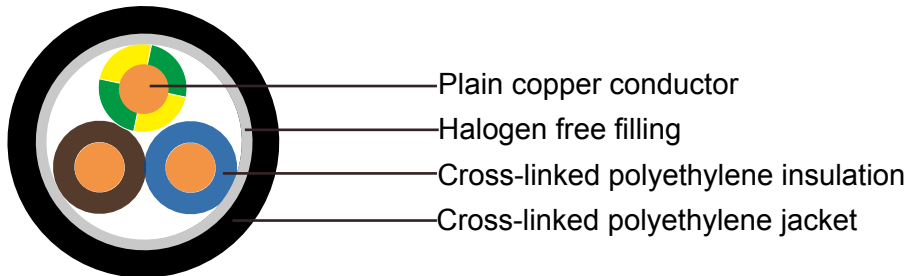 Plain copper conductor
Halogen free filling
Cross-linked polyethylene insulation
Cross-linked polyethylene jacket